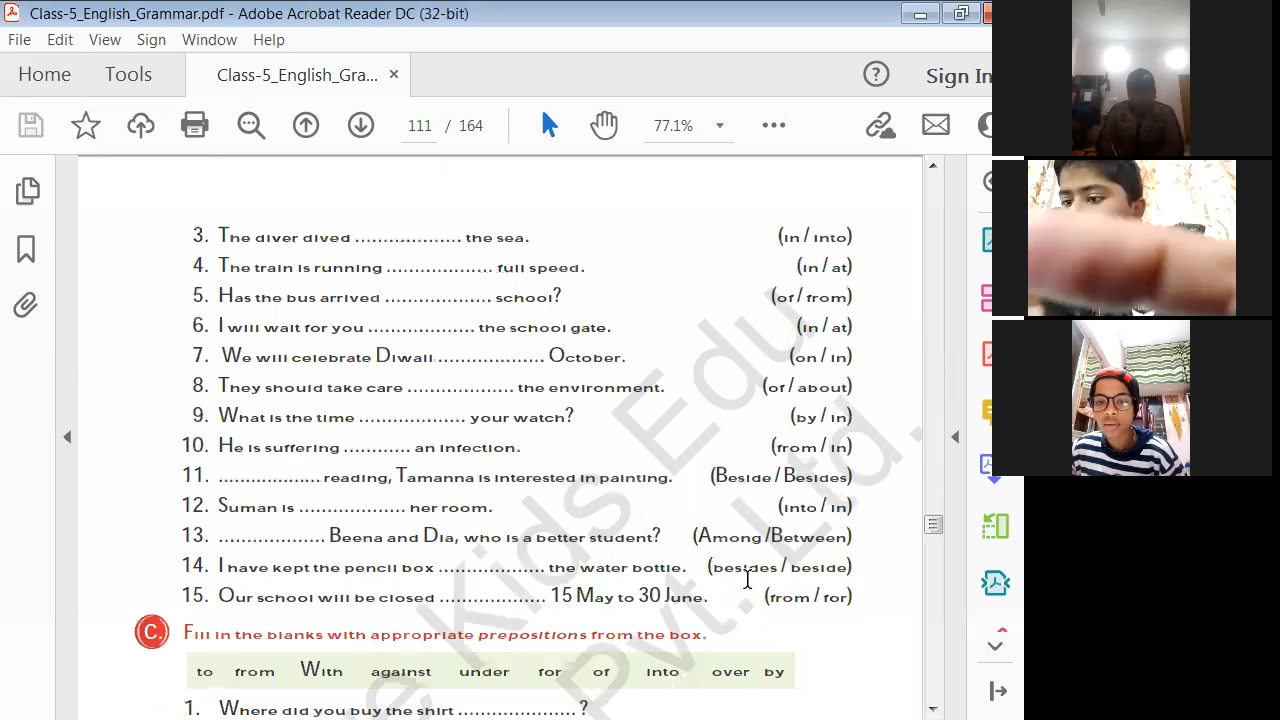 Class-5_English_Grammar.pdf - Adobe Acrobat Reader DC (32-bit)
File Edit View Sign Window Help
Home Tools Class-5_English_Gra... × Sign In
111 / 164 77.1%
3. The diver dived .................. the sea. (in / into)
4. The train is running .................. full speed. (in / at)
5. Has the bus arrived .................. school? (of / from)
6. I will wait for you .................. the school gate. (in / at)
7. We will celebrate Diwali .................. October. (on / in)
8. They should take care .................. the environment. (of / about)
9. What is the time .................. your watch? (by / in)
10. He is suffering ............ an infection. (from / in)
11. .................. reading, Tamanna is interested in painting. (Beside / Besides)
12. Suman is .................. her room. (into / in)
13. .................. Beena and Dia, who is a better student? (Among /Between)
14. I have kept the pencil box .................. the water bottle. (besides / beside)
15. Our school will be closed .................. 15 May to 30 June. (from / for)
C. Fill in the blanks with appropriate prepositions from the box.
to from With against under for of into over by
1. Where did you buy the shirt .................... ?
Kids Edu
Pvt. Ltd.